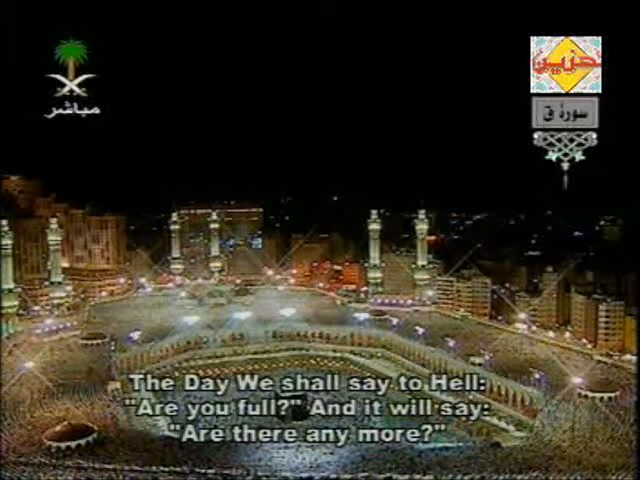 مباشر
حزين
سورة ق
The Day We shall say to Hell:
"Are you full?" And it will say:
"Are there any more?"